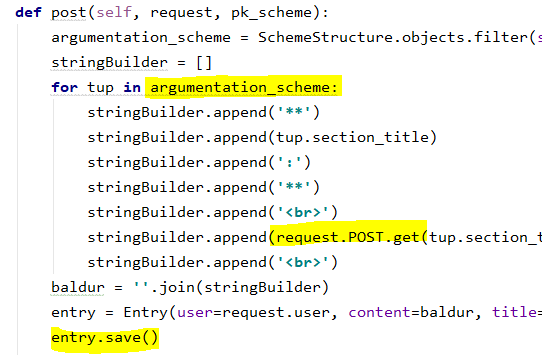 def post(self, request, pk_scheme):
    argumentation_scheme = SchemeStructure.objects.filter(
    stringBuilder = []
    for tup in argumentation_scheme:
        stringBuilder.append('**')
        stringBuilder.append(tup.section_title)
        stringBuilder.append(':')
        stringBuilder.append('**')
        stringBuilder.append('<br>')
        stringBuilder.append(request.POST.get(tup.section_t
        stringBuilder.append('<br>')
    baldur = ''.join(stringBuilder)
    entry = Entry(user=request.user, content=baldur, title=
    entry.save()